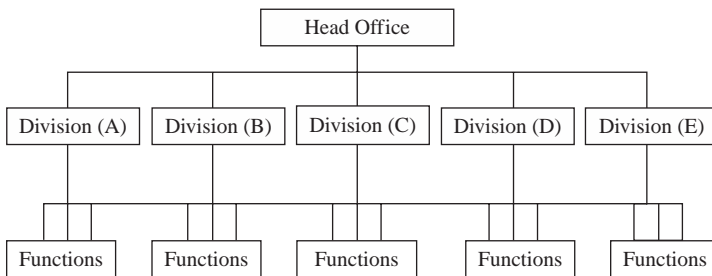 Head Office
Division (A)
Division (B)
Division (C)
Division (D)
Division (E)
Functions
Functions
Functions
Functions
Functions